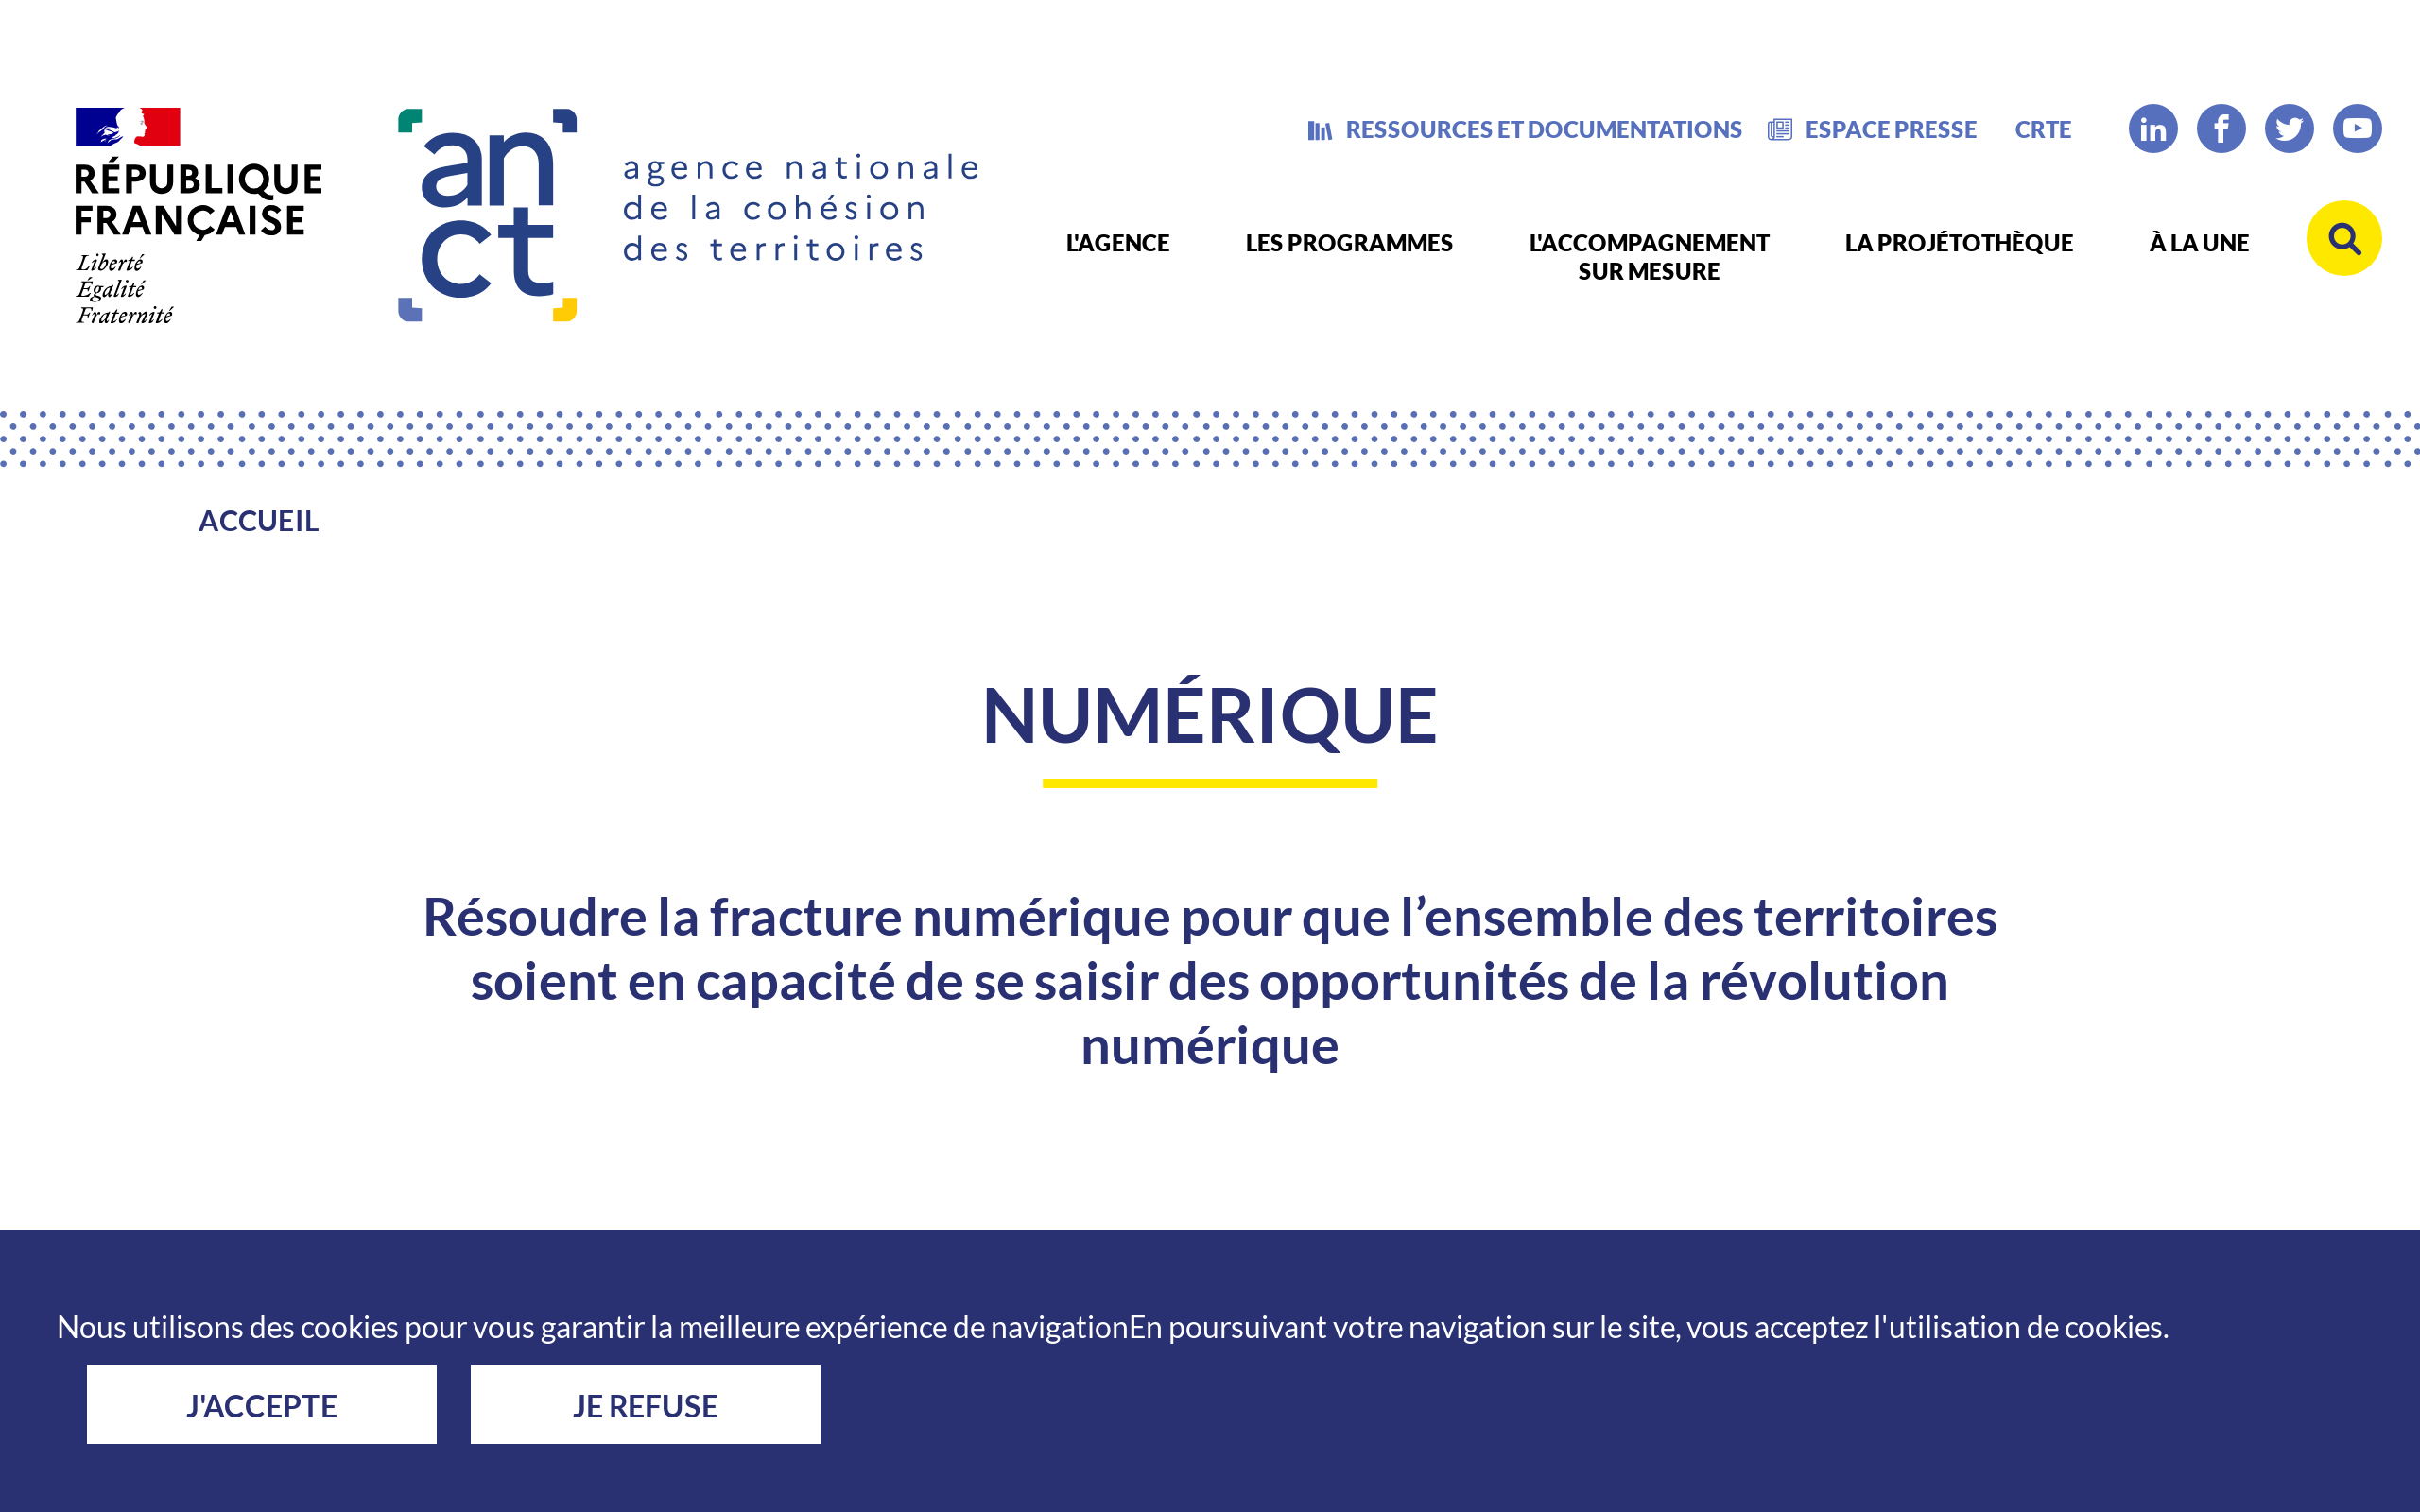 RÉPUBLIQUE
FRANÇAISE
Liberté
Égalité
Fraternité
anct
agence nationale
de la cohésion
des territoires
RESSOURCES ET DOCUMENTATIONS
ESPACE PRESSE
CRTE
L'AGENCE
LES PROGRAMMES
L'ACCOMPAGNEMENT
SUR MESURE
LA PROJÉTOTHÈQUE
À LA UNE
ACCUEIL
NUMÉRIQUE
Résoudre la fracture numérique pour que l’ensemble des territoires
soient en capacité de se saisir des opportunités de la révolution
numérique
Nous utilisons des cookies pour vous garantir la meilleure expérience de navigationEn poursuivant votre navigation sur le site, vous acceptez l'utilisation de cookies.
J'ACCEPTE
JE REFUSE